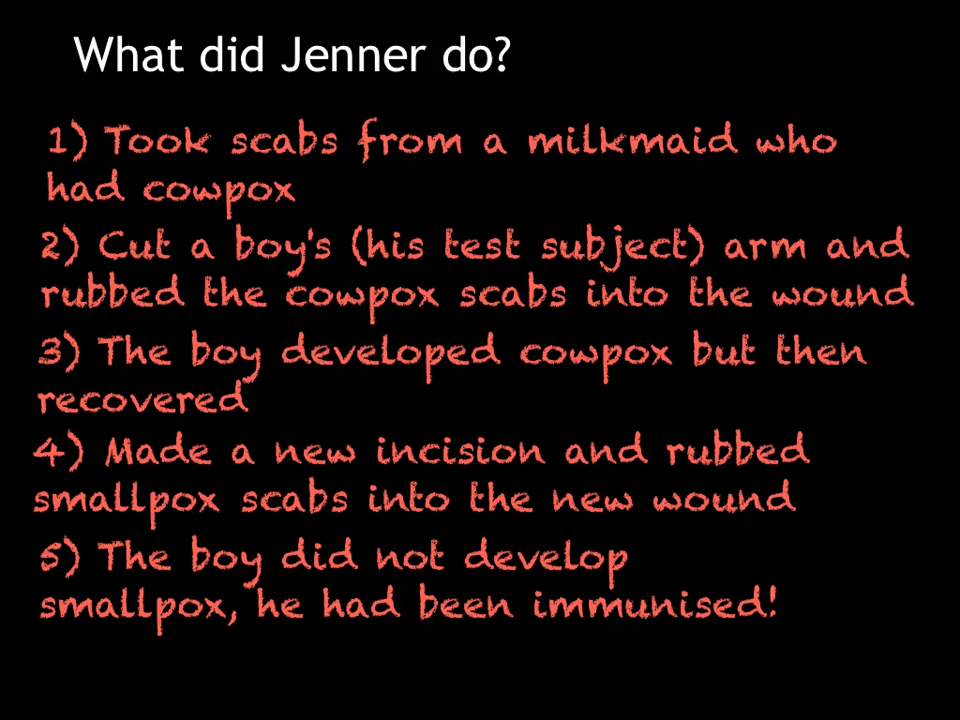 What did Jenner do?
1) Took scabs from a milkmaid who
had cowpox
2) Cut a boy's (his test subject) arm and
rubbed the cowpox scabs into the wound
3) The boy developed cowpox but then
recovered
4) Made a new incision and rubbed
smallpox scabs into the new wound
5) The boy did not develop
smallpox, he had been immunised!